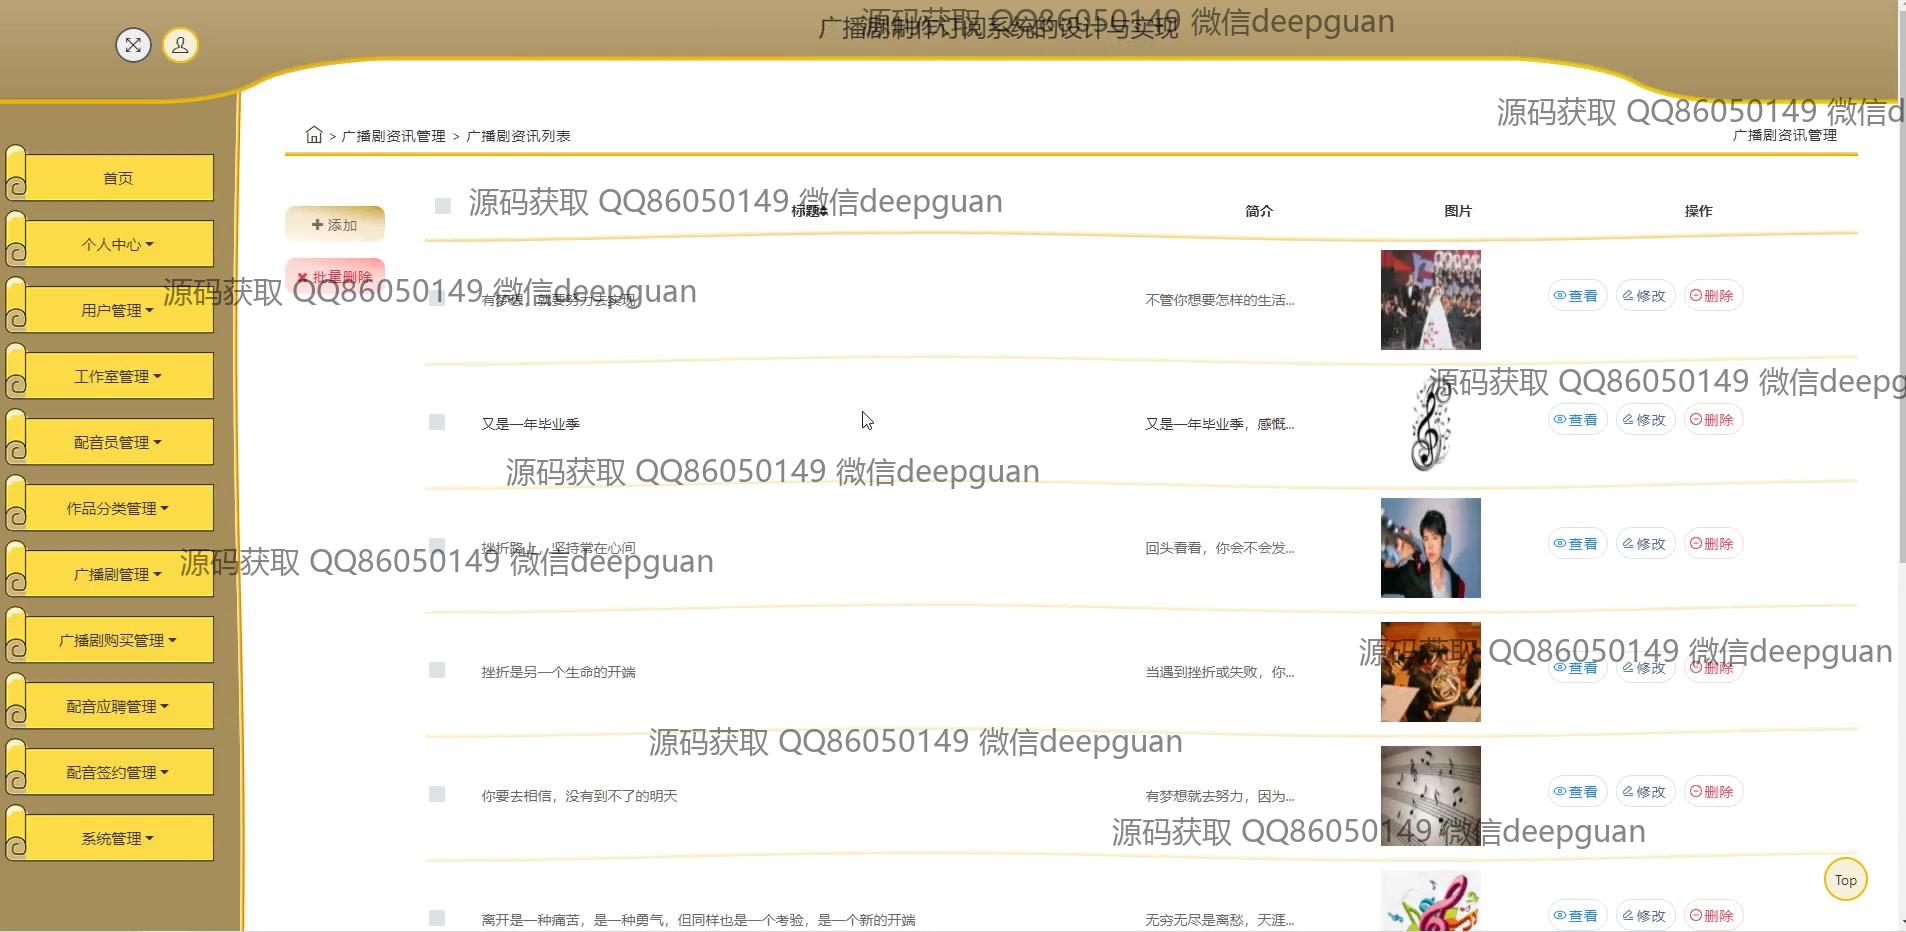 广播剧制作订阅系统的设计与实现
源码获取 QQ86050149 微信deepguan
源码获取 QQ86050149 微信d
> 广播剧资讯管理 > 广播剧资讯列表
广播剧资讯管理
首页
个人中心
用户管理
工作室管理
配音员管理
作品分类管理
广播剧管理
广播剧购买管理
配音应聘管理
配音签约管理
系统管理
添加
批量删除
源码获取 QQ86050149 微信deepguan
标题
简介
图片
操作
源码获取 QQ86050149 微信deepguan
有梦想，就要努力去实现
不管你想要怎样的生活...
查看
修改
删除
源码获取 QQ86050149 微信deepg
又是一年毕业季
又是一年毕业季，感慨...
查看
修改
删除
源码获取 QQ86050149 微信deepguan
挫折路上，坚持常在心间
回头看看，你会不会发...
查看
修改
删除
源码获取 QQ86050149 微信deepguan
挫折是另一个生命的开端
当遇到挫折或失败，你...
查看
修改
删除
源码获取 QQ86050149 微信deepguan
源码获取 QQ86050149 微信deepguan
你要去相信，没有到不了的明天
有梦想就去努力，因为...
查看
修改
删除
源码获取 QQ86050149 微信deepguan
离开是一种痛苦，是一种勇气，但同样也是一个考验，是一个新的开端
无穷无尽是离愁，天涯...
查看
修改
删除
Top